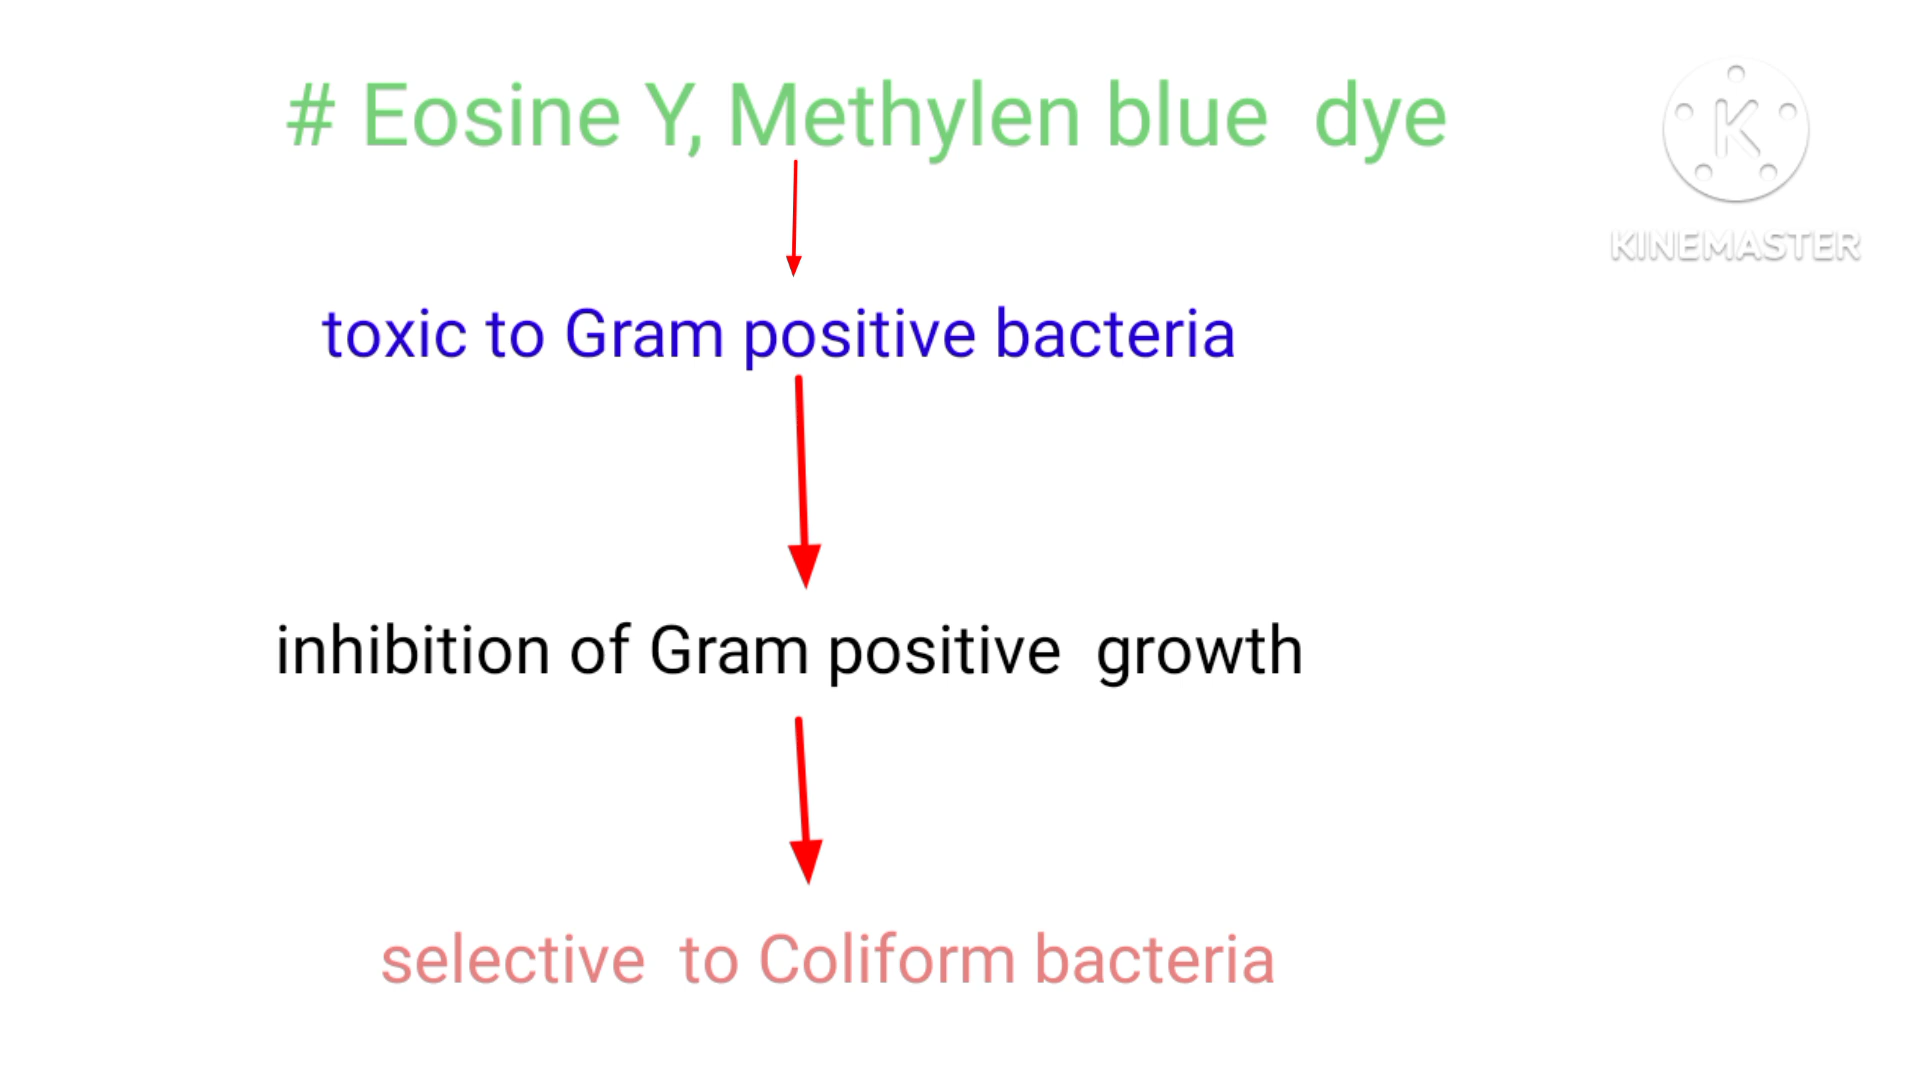 # Eosine Y, Methylen blue dye
K
KINEMASTER
toxic to Gram positive bacteria
inhibition of Gram positive growth
selective to Coliform bacteria